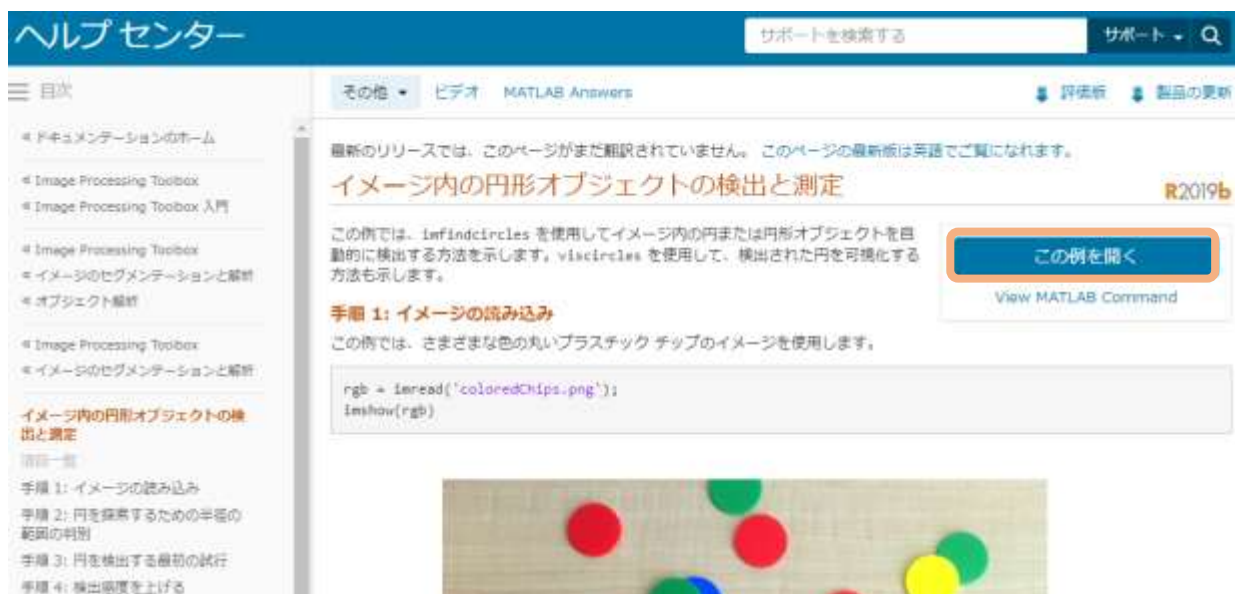 ヘルプ センター
サポートを検索する
サポート
目次
その他
ビデオ
MATLAB Answers
評価版
製品の更新
« ドキュメンテーションのホーム
« Image Processing Toolbox
« Image Processing Toolbox 入門
« Image Processing Toolbox
« イメージのセグメンテーションと解析
« オブジェクト解析
« Image Processing Toolbox
« イメージのセグメンテーションと解析
イメージ内の円形オブジェクトの検
出と測定
項目一覧
手順 1: イメージの読み込み
手順 2: 円を探索するための半径の
範囲の判別
手順 3: 円を検出する最初の試行
手順 4: 検出感度を上げる
最新のリリースでは、このページがまだ翻訳されていません。 このページの最新版は英語でご覧になれます。
イメージ内の円形オブジェクトの検出と測定
R2019b
この例では、imfindcircles を使用してイメージ内の円または円形オブジェクトを自
動的に検出する方法を示します。viscircles を使用して、検出された円を可視化する
方法も示します。
この例を開く
View MATLAB Command
手順 1: イメージの読み込み
この例では、さまざまな色の丸いプラスチック チップのイメージを使用します。
rgb = imread('coloredChips.png');
imshow(rgb)